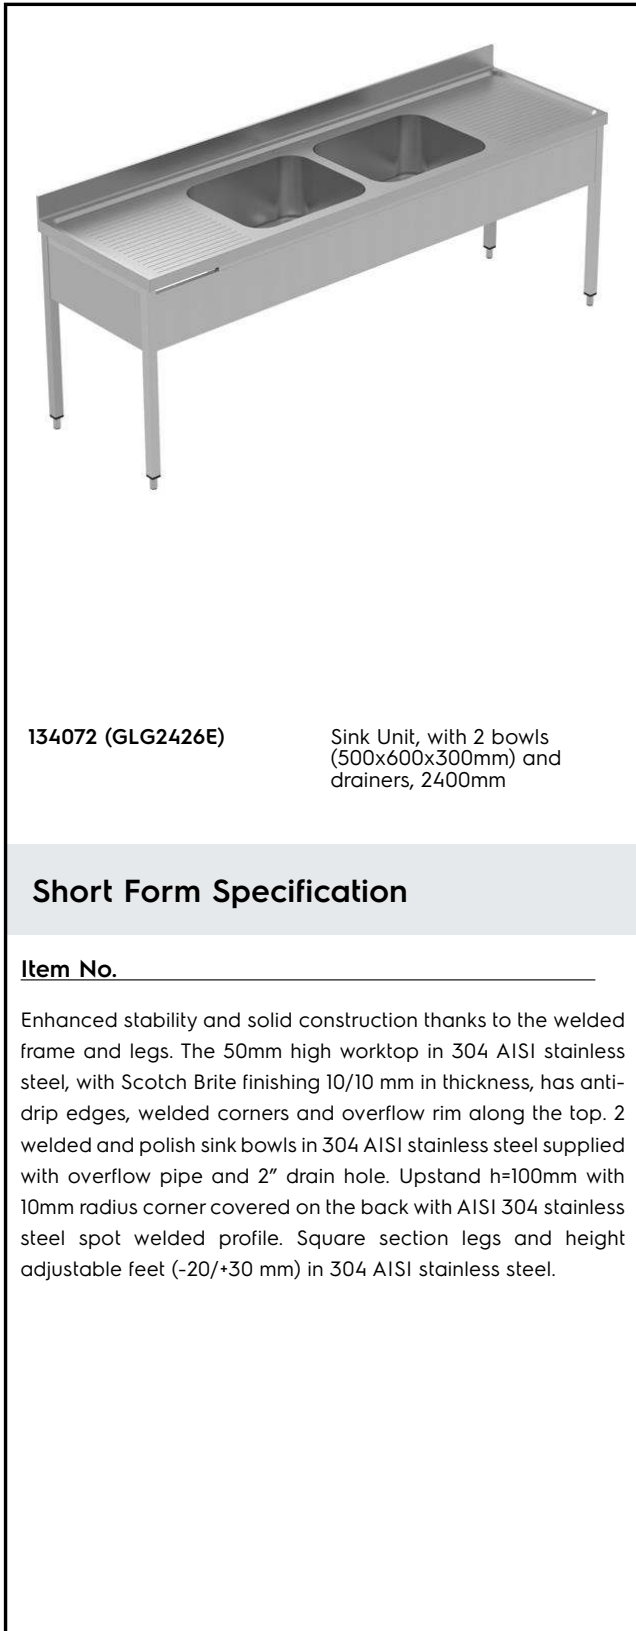 134072 (GLG2426E)
Sink Unit, with 2 bowls
(500x600x300mm) and
drainers, 2400mm
Short Form Specification
Item No.
Enhanced stability and solid construction thanks to the welded
frame and legs. The 50mm high worktop in 304 AISI stainless
steel, with Scotch Brite finishing 10/10 mm in thickness, has anti-
drip edges, welded corners and overflow rim along the top. 2
welded and polish sink bowls in 304 AISI stainless steel supplied
with overflow pipe and 2” drain hole. Upstand h=100mm with
10mm radius corner covered on the back with AISI 304 stainless
steel spot welded profile. Square section legs and height
adjustable feet (-20/+30 mm) in 304 AISI stainless steel.